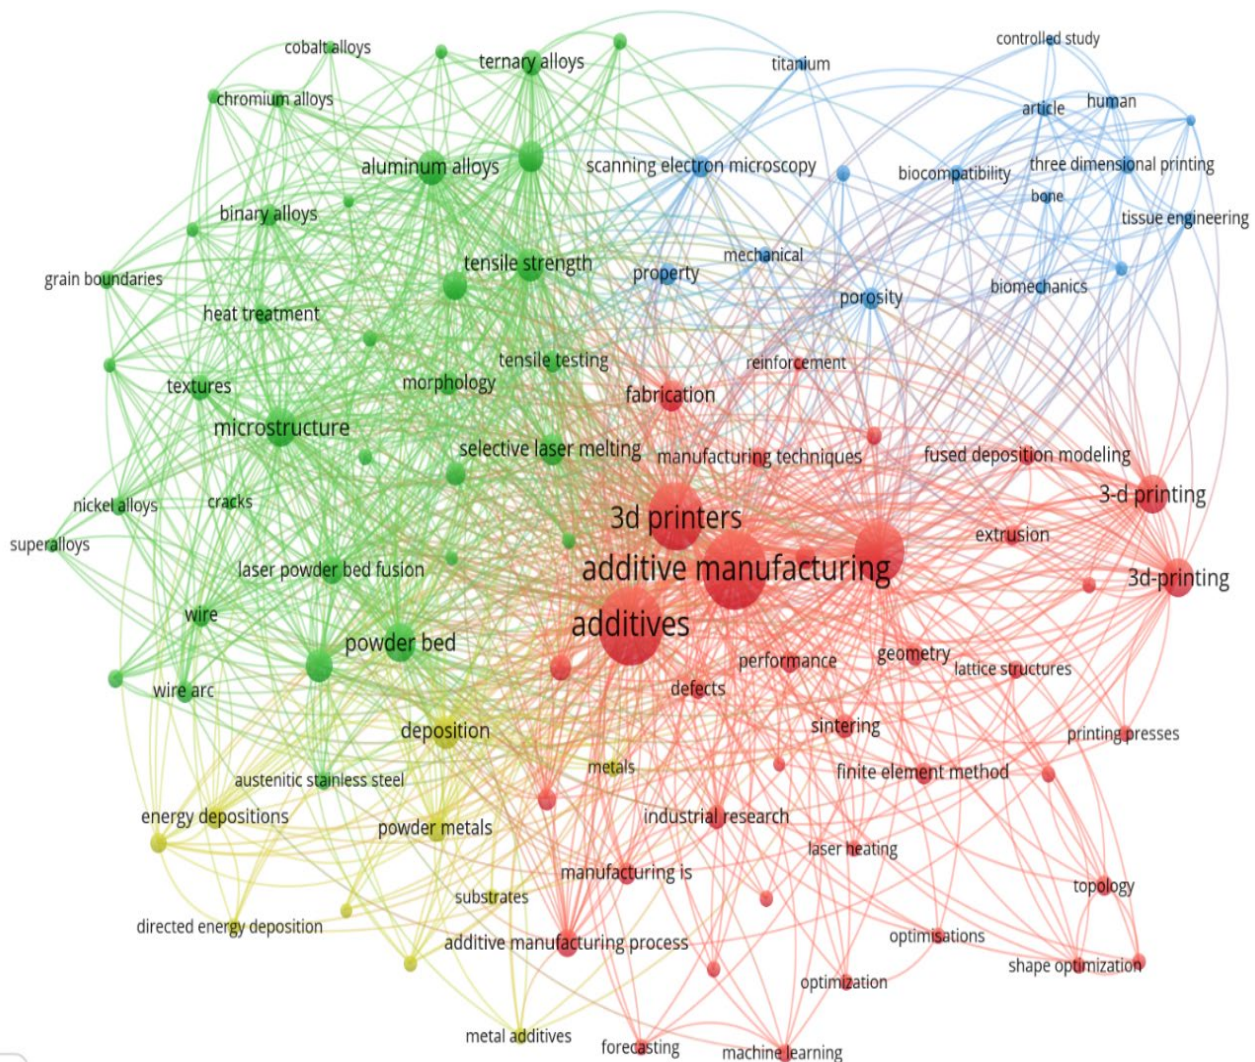 controlled study
cobalt alloys
ternary alloys
titanium
chromium alloys
article
human
aluminum alloys
scanning electron microscopy
biocompatibility
three dimensional printing
bone
binary alloys
tissue engineering
tensile strength
mechanical
property
grain boundaries
biomechanics
porosity
heat treatment
tensile testing
reinforcement
textures
morphology
fabrication
microstructure
selective laser melting
manufacturing techniques
fused deposition modeling
3-d printing
nickel alloys
cracks
3d printers
extrusion
superalloys
laser powder bed fusion
additive manufacturing
3d-printing
wire
additives
powder bed
performance
geometry
lattice structures
wire arc
defects
deposition
sintering
printing presses
metals
finite element method
austenitic stainless steel
energy depositions
powder metals
industrial research
laser heating
manufacturing is
topology
substrates
directed energy deposition
additive manufacturing process
optimisations
shape optimization
optimization
metal additives
forecasting
machine learning